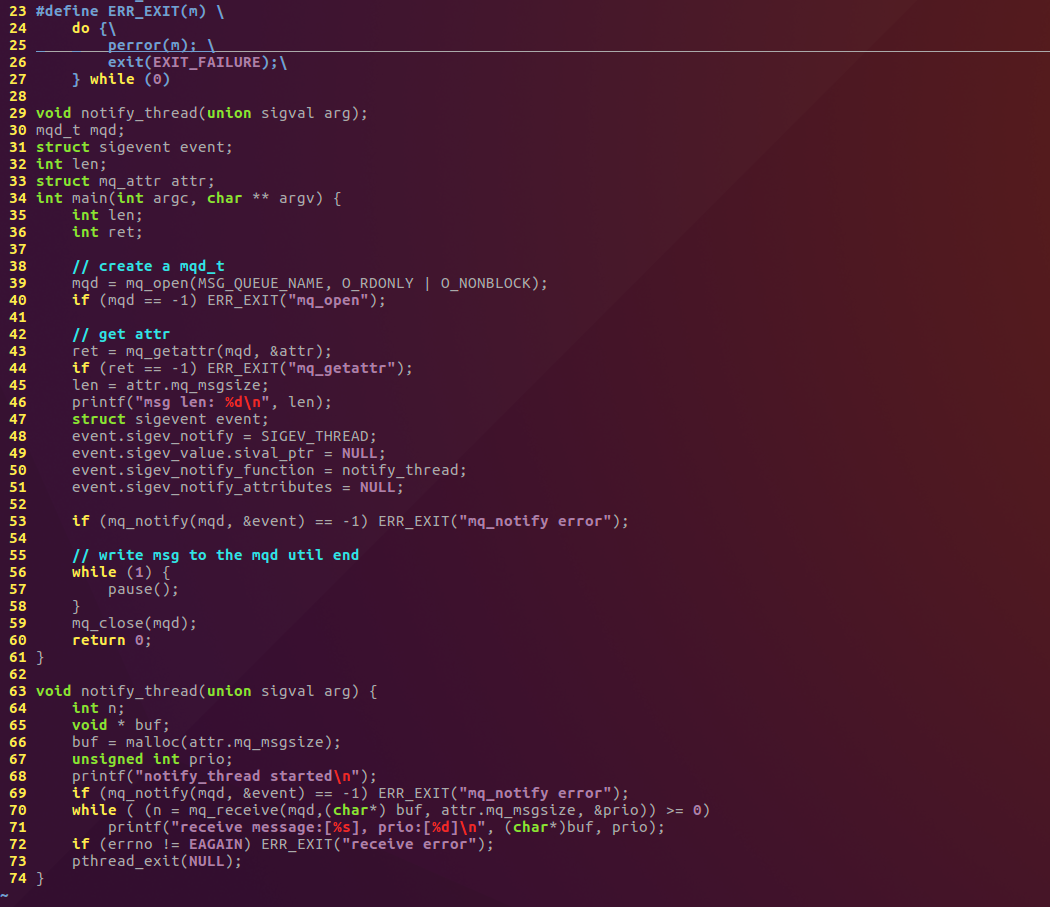 23 #define ERR_EXIT(m) \
24     do {\
25         perror(m); \
26         exit(EXIT_FAILURE);\
27     } while (0)
28
29 void notify_thread(union sigval arg);
30 mqd_t mqd;
31 struct sigevent event;
32 int len;
33 struct mq_attr attr;
34 int main(int argc, char ** argv) {
35     int len;
36     int ret;
37
38     // create a mqd_t
39     mqd = mq_open(MSG_QUEUE_NAME, O_RDONLY | O_NONBLOCK);
40     if (mqd == -1) ERR_EXIT("mq_open");
41
42     // get attr
43     ret = mq_getattr(mqd, &attr);
44     if (ret == -1) ERR_EXIT("mq_getattr");
45     len = attr.mq_msgsize;
46     printf("msg len: %d\n", len);
47     struct sigevent event;
48     event.sigev_notify = SIGEV_THREAD;
49     event.sigev_value.sival_ptr = NULL;
50     event.sigev_notify_function = notify_thread;
51     event.sigev_notify_attributes = NULL;
52
53     if (mq_notify(mqd, &event) == -1) ERR_EXIT("mq_notify error");
54
55     // write msg to the mqd util end
56     while (1) {
57         pause();
58     }
59     mq_close(mqd);
60     return 0;
61 }
62
63 void notify_thread(union sigval arg) {
64     int n;
65     void * buf;
66     buf = malloc(attr.mq_msgsize);
67     unsigned int prio;
68     printf("notify_thread started\n");
69     if (mq_notify(mqd, &event) == -1) ERR_EXIT("mq_notify error");
70     while ( (n = mq_receive(mqd,(char*) buf, attr.mq_msgsize, &prio)) >= 0)
71         printf("receive message:[%s], prio:[%d]\n", (char*)buf, prio);
72     if (errno != EAGAIN) ERR_EXIT("receive error");
73     pthread_exit(NULL);
74 }
~